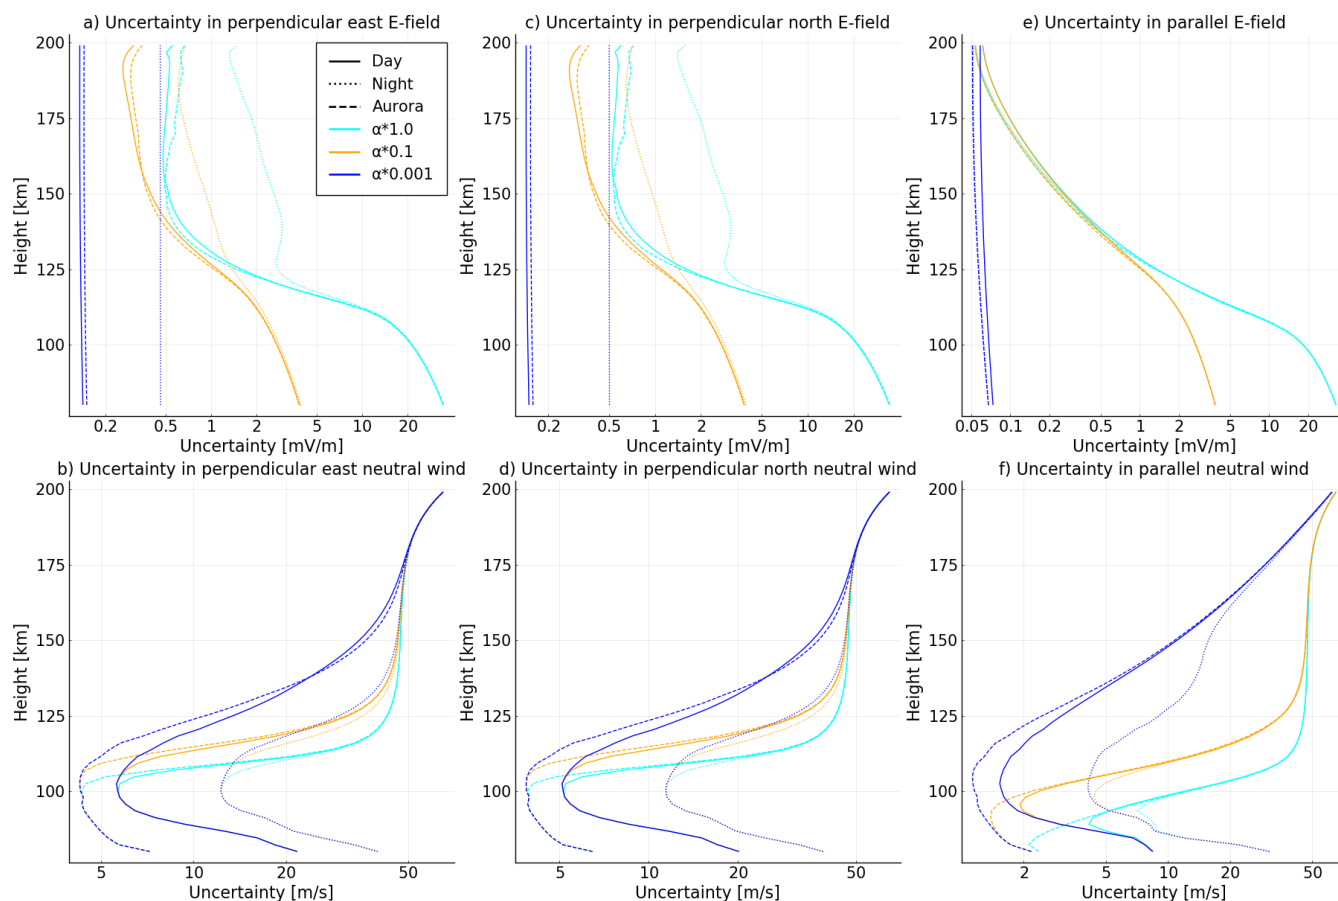 a) Uncertainty in perpendicular east E-field
200
175
150
125
100
Height [km]
0.2 0.5 1 2 5 10 20
Uncertainty [mV/m]
Day
Night
Aurora
α*1.0
α*0.1
α*0.001
c) Uncertainty in perpendicular north E-field
200
175
150
125
100
Height [km]
0.2 0.5 1 2 5 10 20
Uncertainty [mV/m]
e) Uncertainty in parallel E-field
200
175
150
125
100
Height [km]
0.05 0.1 0.2 0.5 1 2 5 10 20
Uncertainty [mV/m]
b) Uncertainty in perpendicular east neutral wind
200
175
150
125
100
Height [km]
5 10 20 50
Uncertainty [m/s]
d) Uncertainty in perpendicular north neutral wind
200
175
150
125
100
Height [km]
5 10 20 50
Uncertainty [m/s]
f) Uncertainty in parallel neutral wind
200
175
150
125
100
Height [km]
2 5 10 20 50
Uncertainty [m/s]